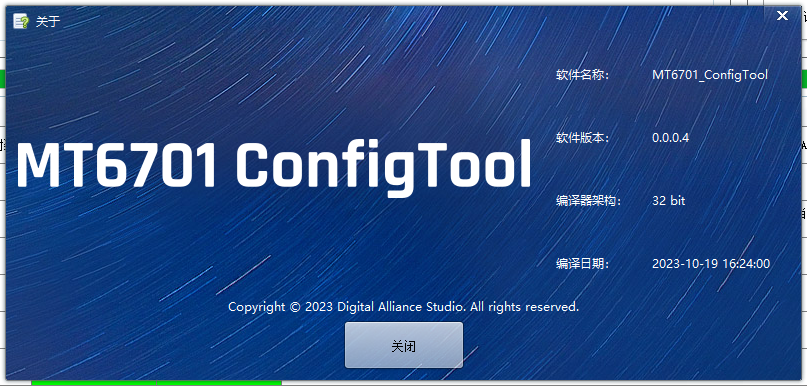 关于
软件名称： MT6701_ConfigTool
MT6701 ConfigTool
软件版本： 0.0.0.4
编译器架构： 32 bit
编译日期： 2023-10-19 16:24:00
Copyright © 2023 Digital Alliance Studio. All rights reserved.
关闭